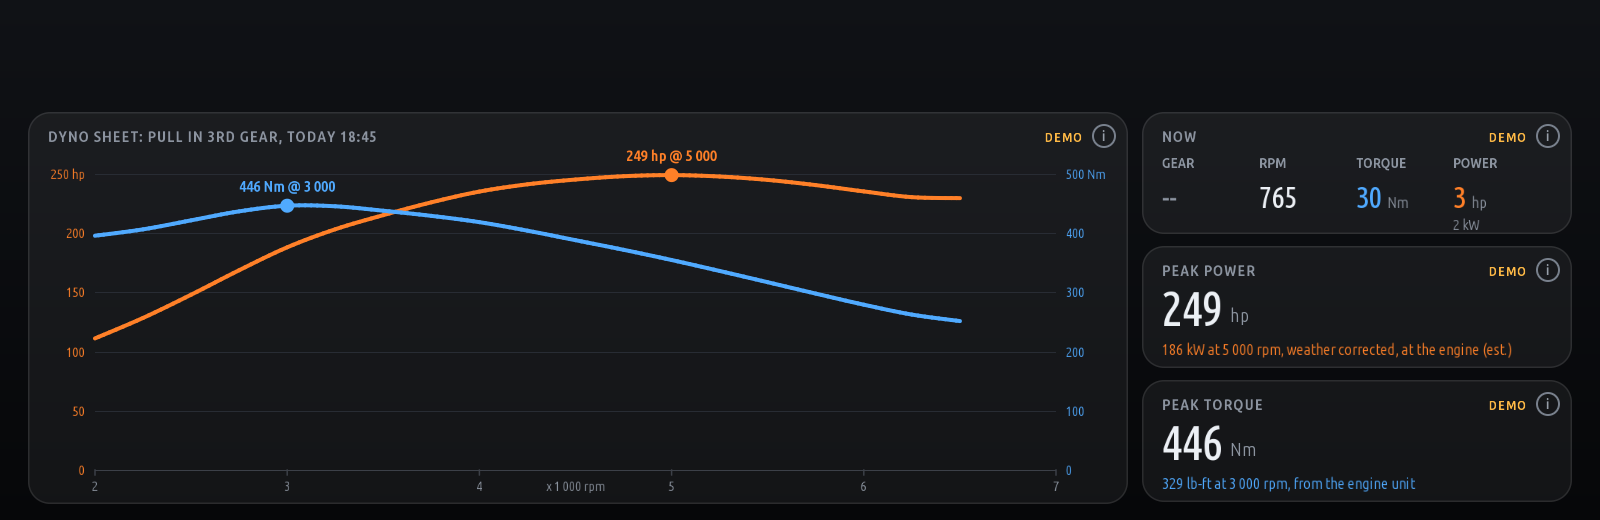 DYNO SHEET: PULL IN 3RD GEAR, TODAY 18:45
DEMO i
249 hp @ 5 000
446 Nm @ 3 000
250 hp
200
150
100
50
0
500 Nm
400
300
200
100
0
2 3 4 x 1 000 rpm 5 6 7
NOW
DEMO i
GEAR RPM TORQUE POWER
-- 765 30 Nm 3 hp
2 kW
PEAK POWER
DEMO i
249 hp
186 kW at 5 000 rpm, weather corrected, at the engine (est.)
PEAK TORQUE
DEMO i
446 Nm
329 lb-ft at 3 000 rpm, from the engine unit